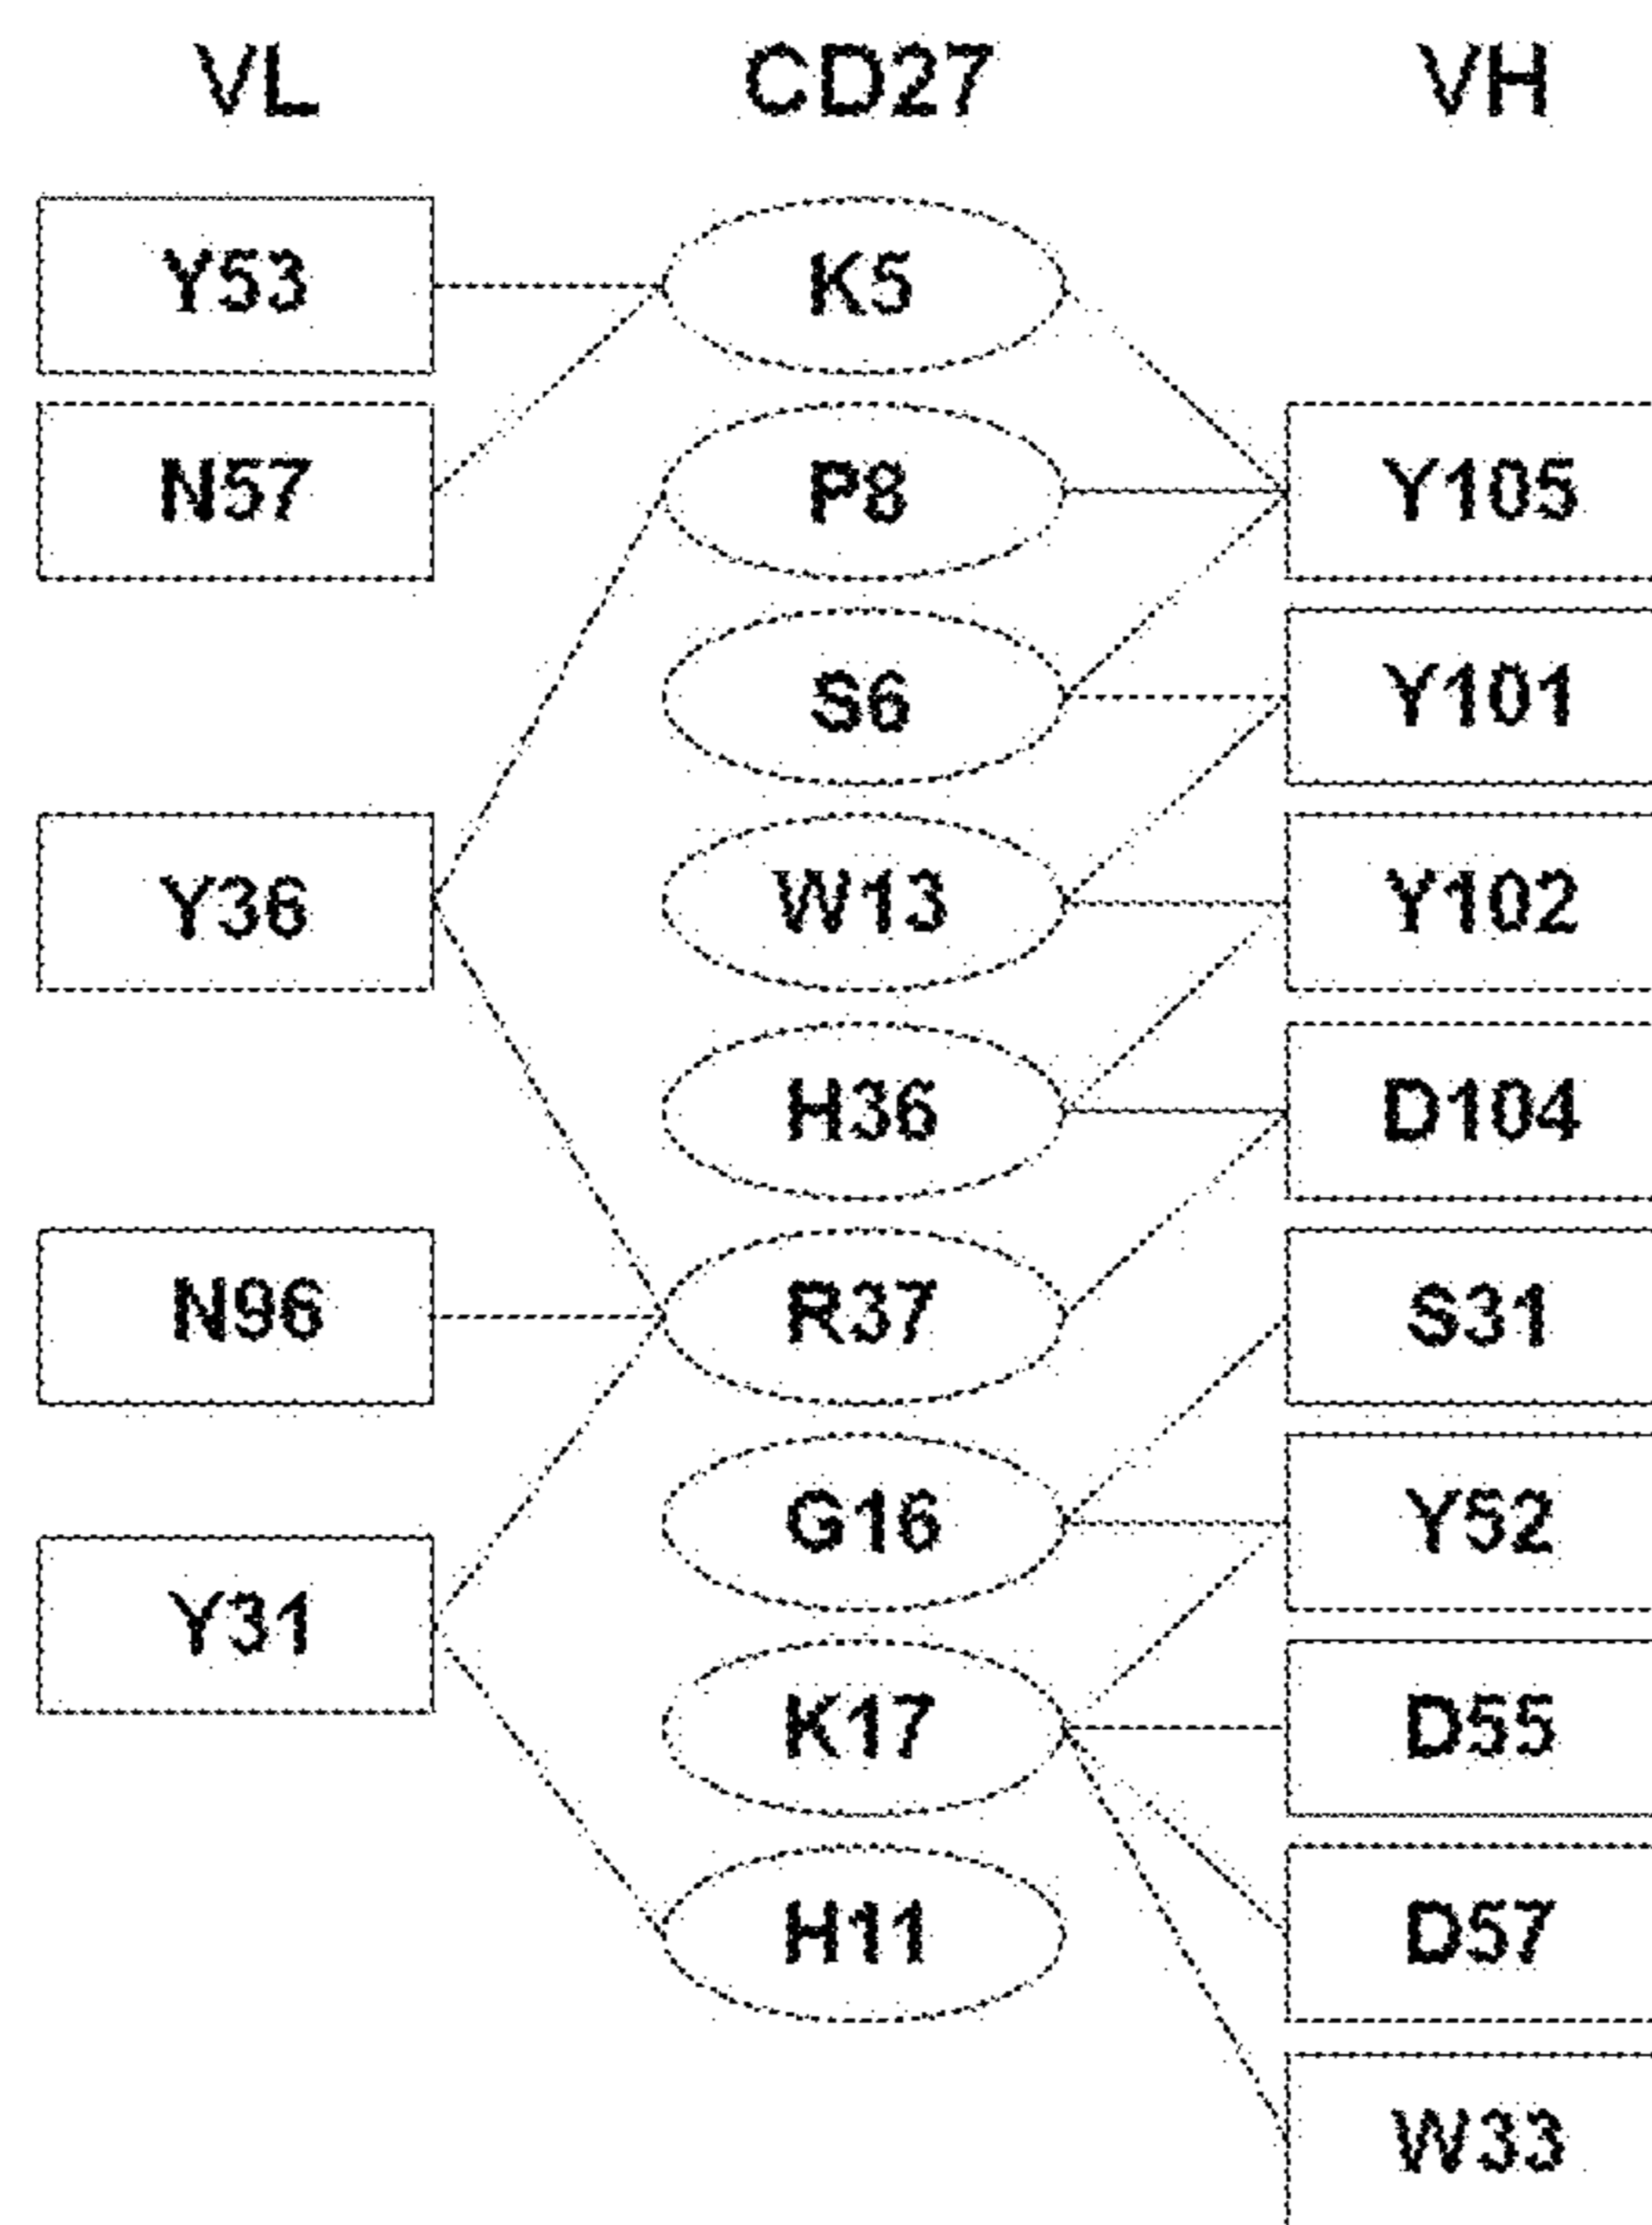 VL CD27 VH
Y53 K5
N57 P8 Y105
S6 Y101
Y36 W13 Y102
H36 D104
N96 R37 S31
G16 Y52
Y31
K17 D55
H11 D57
W33